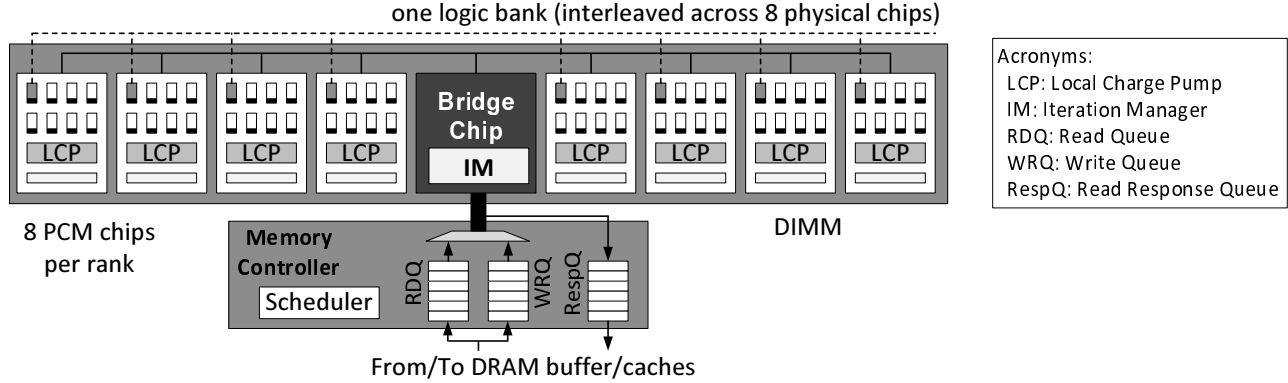 one logic bank (interleaved across 8 physical chips)
Bridge
Chip
IM
LCP
LCP
LCP
LCP
LCP
LCP
LCP
LCP
8 PCM chips
per rank
DIMM
Memory
Controller
Scheduler
RDQ
WRQ
RespQ
From/To DRAM buffer/caches
Acronyms:
LCP: Local Charge Pump
IM: Iteration Manager
RDQ: Read Queue
WRQ: Write Queue
RespQ: Read Response Queue